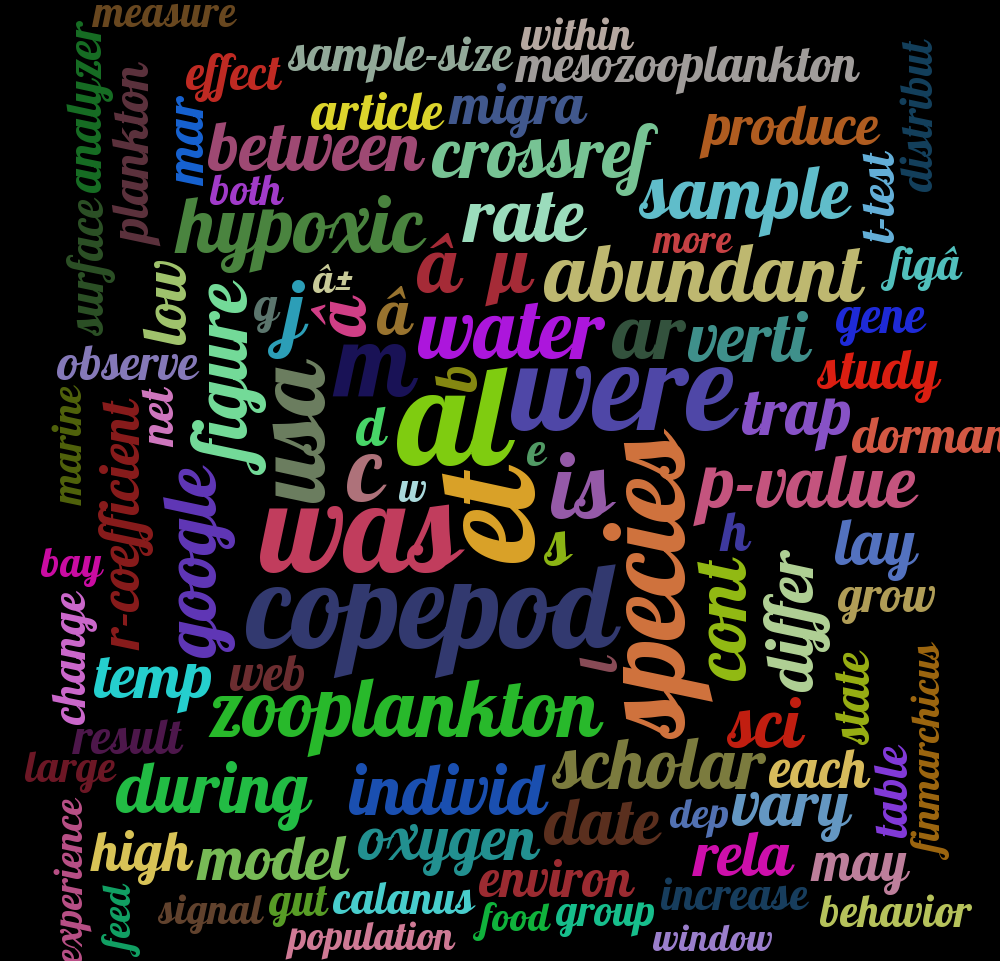 measure
within
sample-size
mesozooplankton
analyzer
plankton
effect
distribut
article
migra
mar
between
crossref
produce
both
sample
t-test
hypoxic
rate
more
surface
low
â
μ
abundant
figâ
â±
g
j
â
â
water
ar
verti
gene
observe
figure
m
study
usa
b
al
were
trap
dorman
marine
net
r-coefficient
d
c
w
e
et
is
species
p-value
google
was
s
h
lay
bay
cont
differ
grow
change
copepod
l
temp
web
state
finmarchicus
zooplankton
sci
result
large
during
individ
scholar
each
table
date
dep
vary
high
model
oxygen
rela
may
experience
feed
signal
gut
calanus
environ
food
group
increase
behavior
population
window